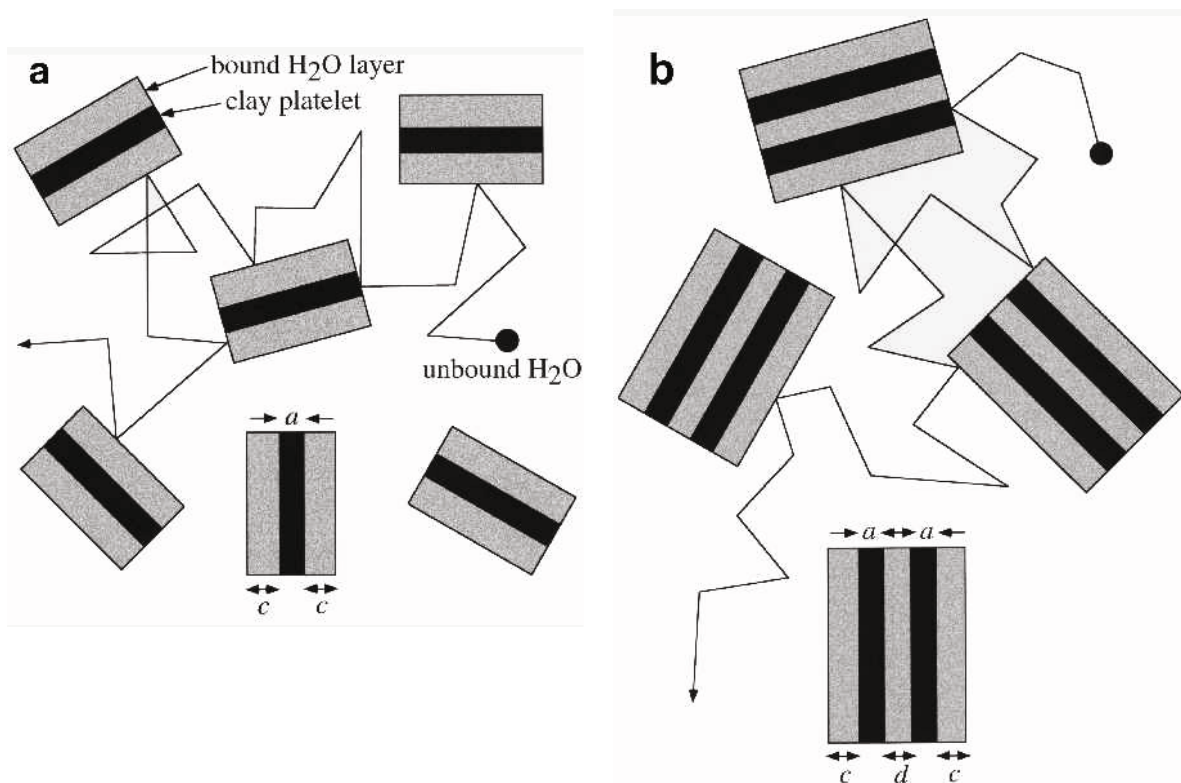 a
bound H2O layer
clay platelet
unbound H2O
a
c c
b
a a
c d c